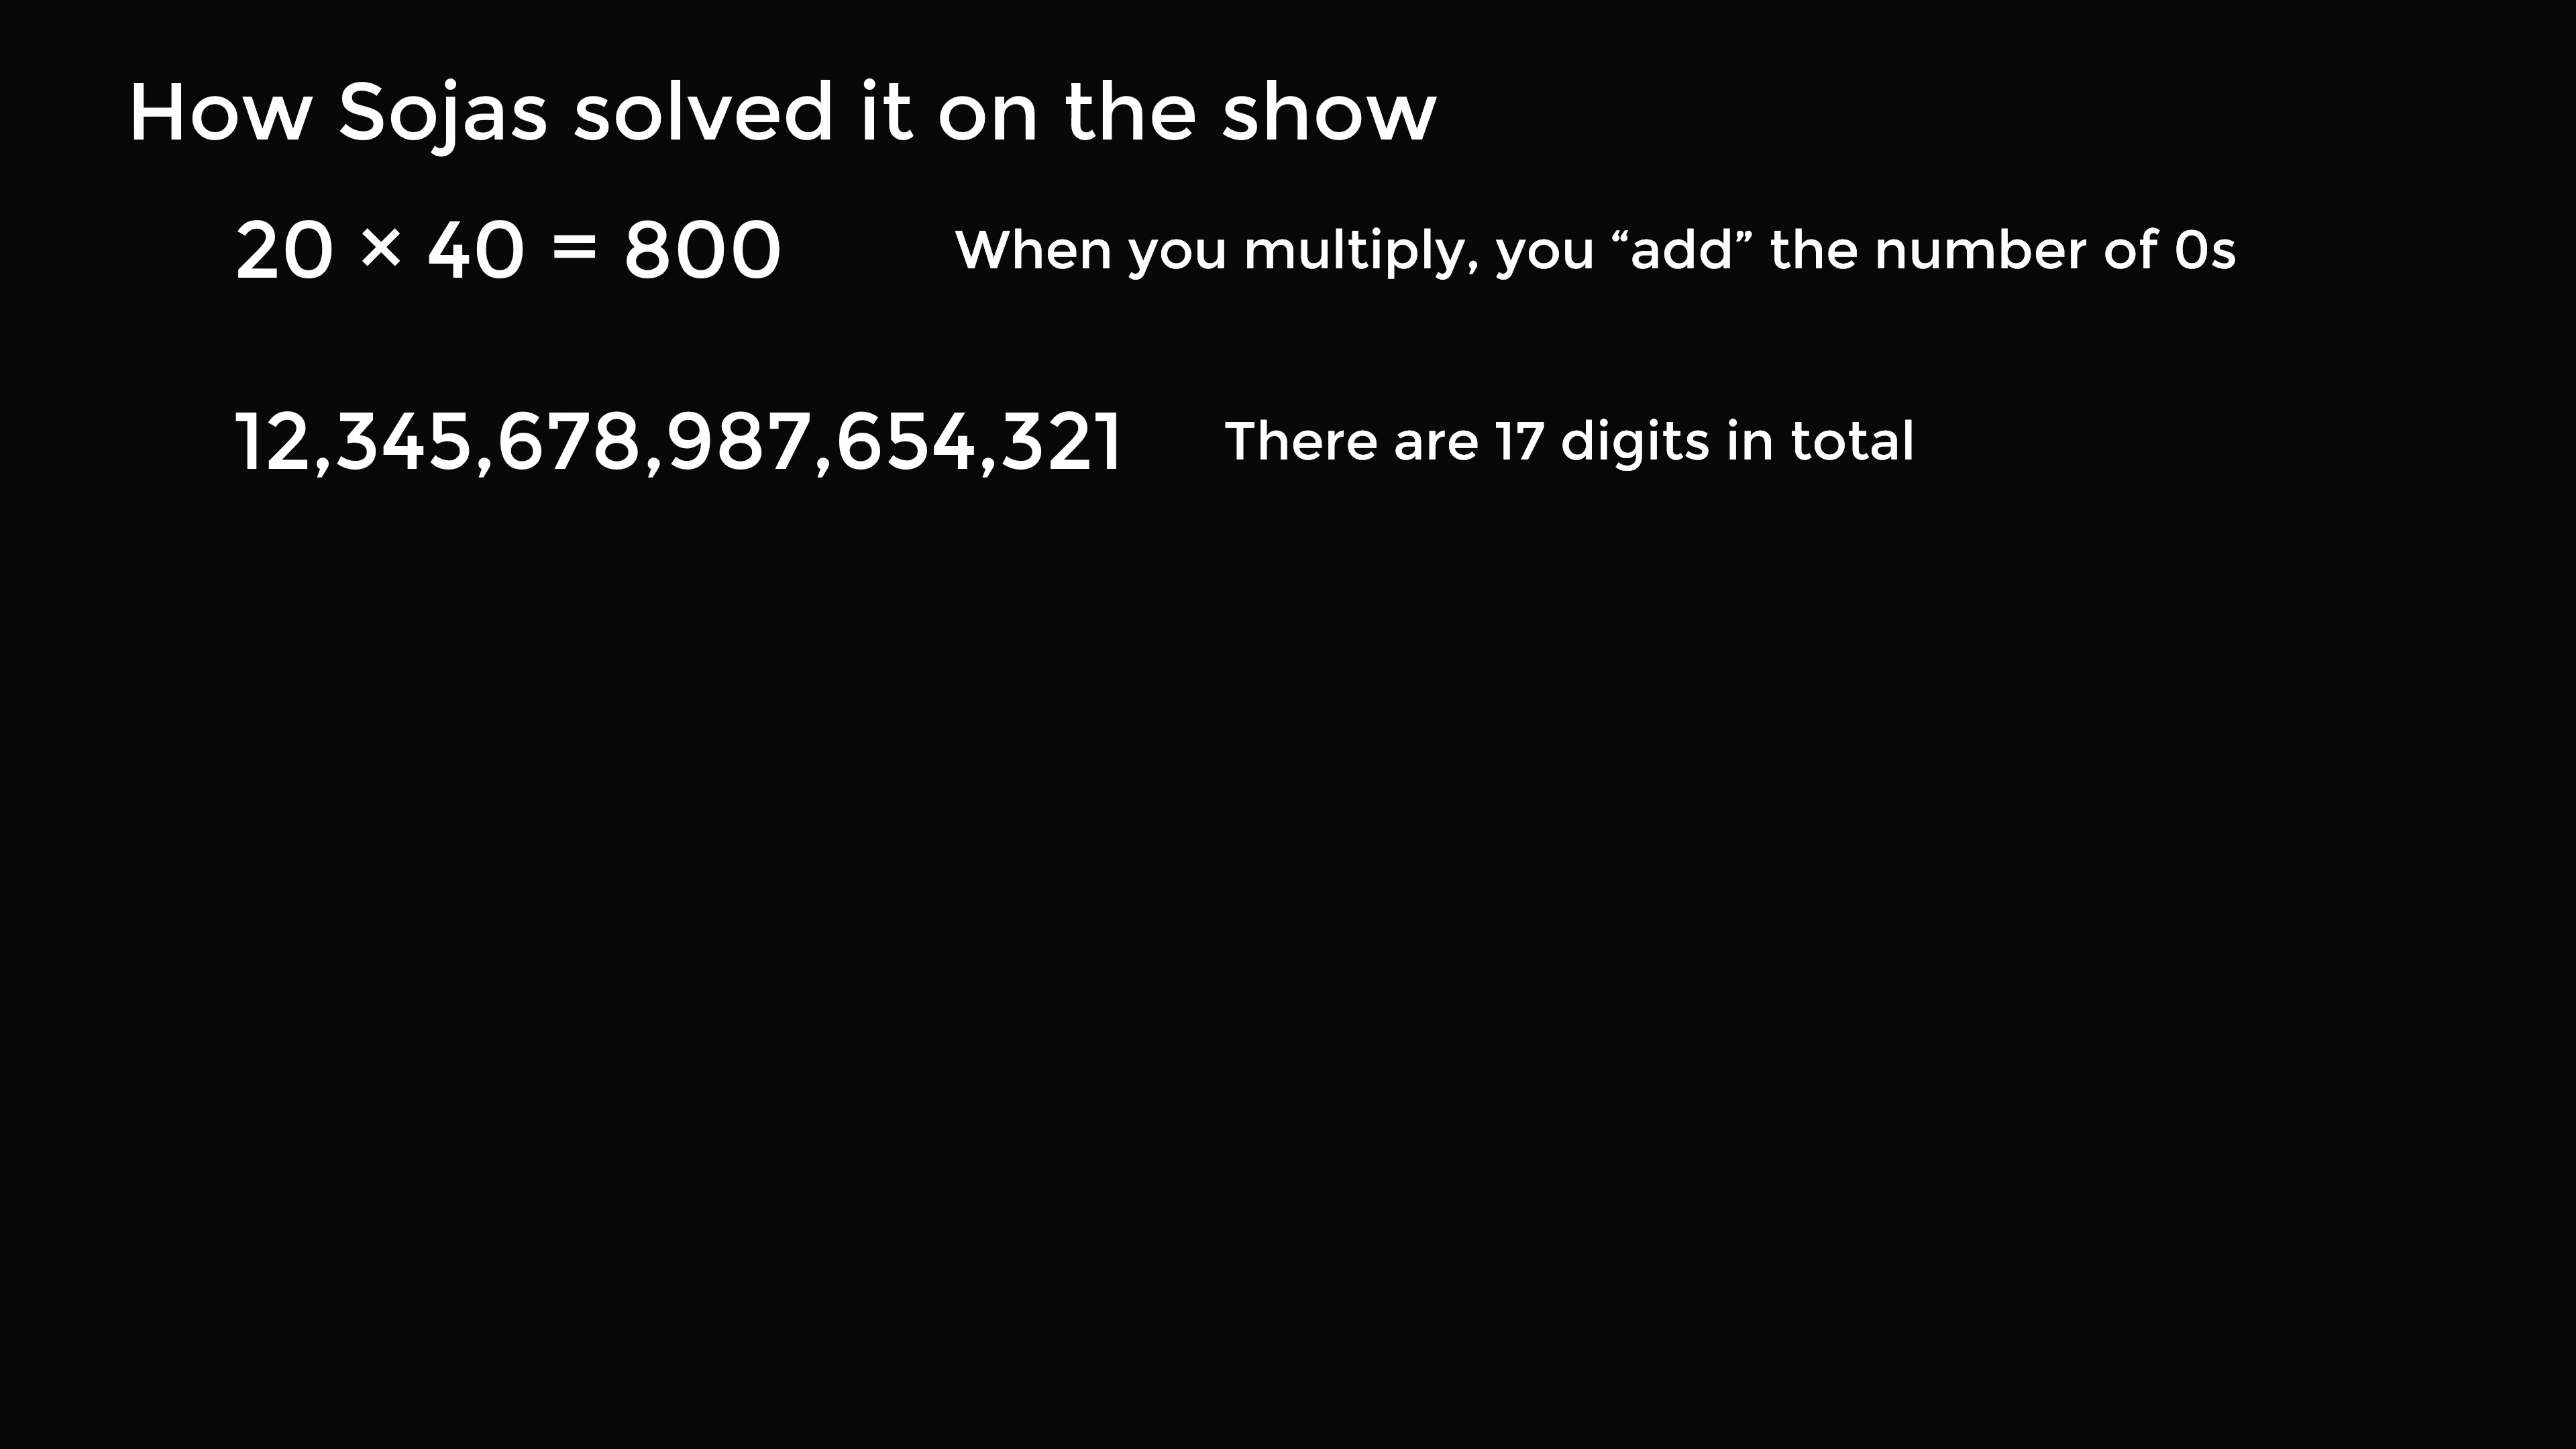 How Sojas solved it on the show
20 × 40 = 800 When you multiply, you “add” the number of 0s
12,345,678,987,654,321 There are 17 digits in total